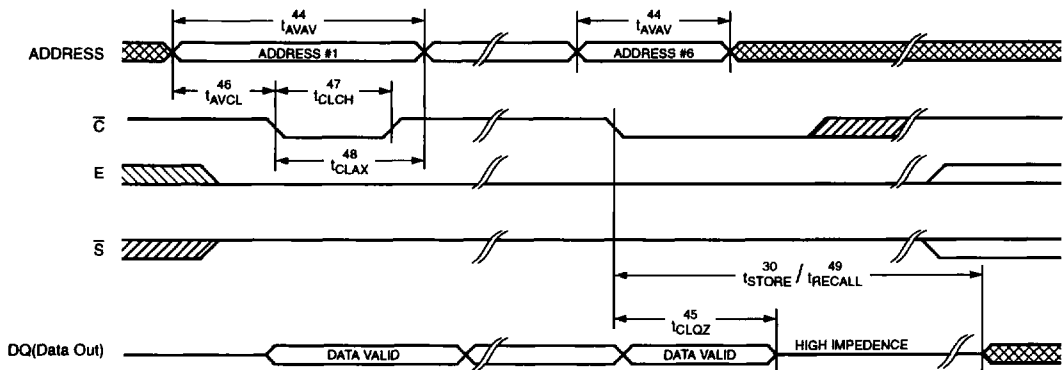 44 44
tAVAV tAVAV
ADDRESS ADDRESS #1 ADDRESS #6
46 47
tAVCL tCLCH
C
48
tCLAX
E
S
30 49
tSTORE / tRECALL
45
tCLQZ
DQ(Data Out) DATA VALID DATA VALID HIGH IMPEDENCE